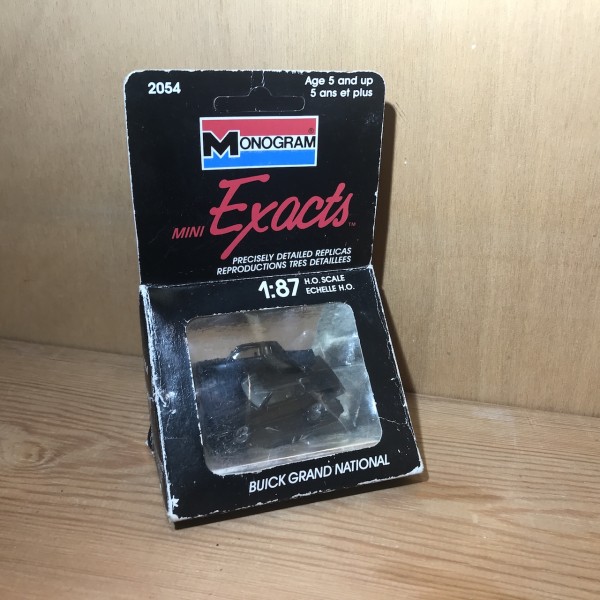 2054
Age 5 and up
5 ans et plus
MONOGRAM®
MINI Exacts™
PRECISELY DETAILED REPLICAS
REPRODUCTIONS TRES DETAILLEES
1:87 H.O. SCALE
ECHELLE H.O.
BUICK GRAND NATIONAL